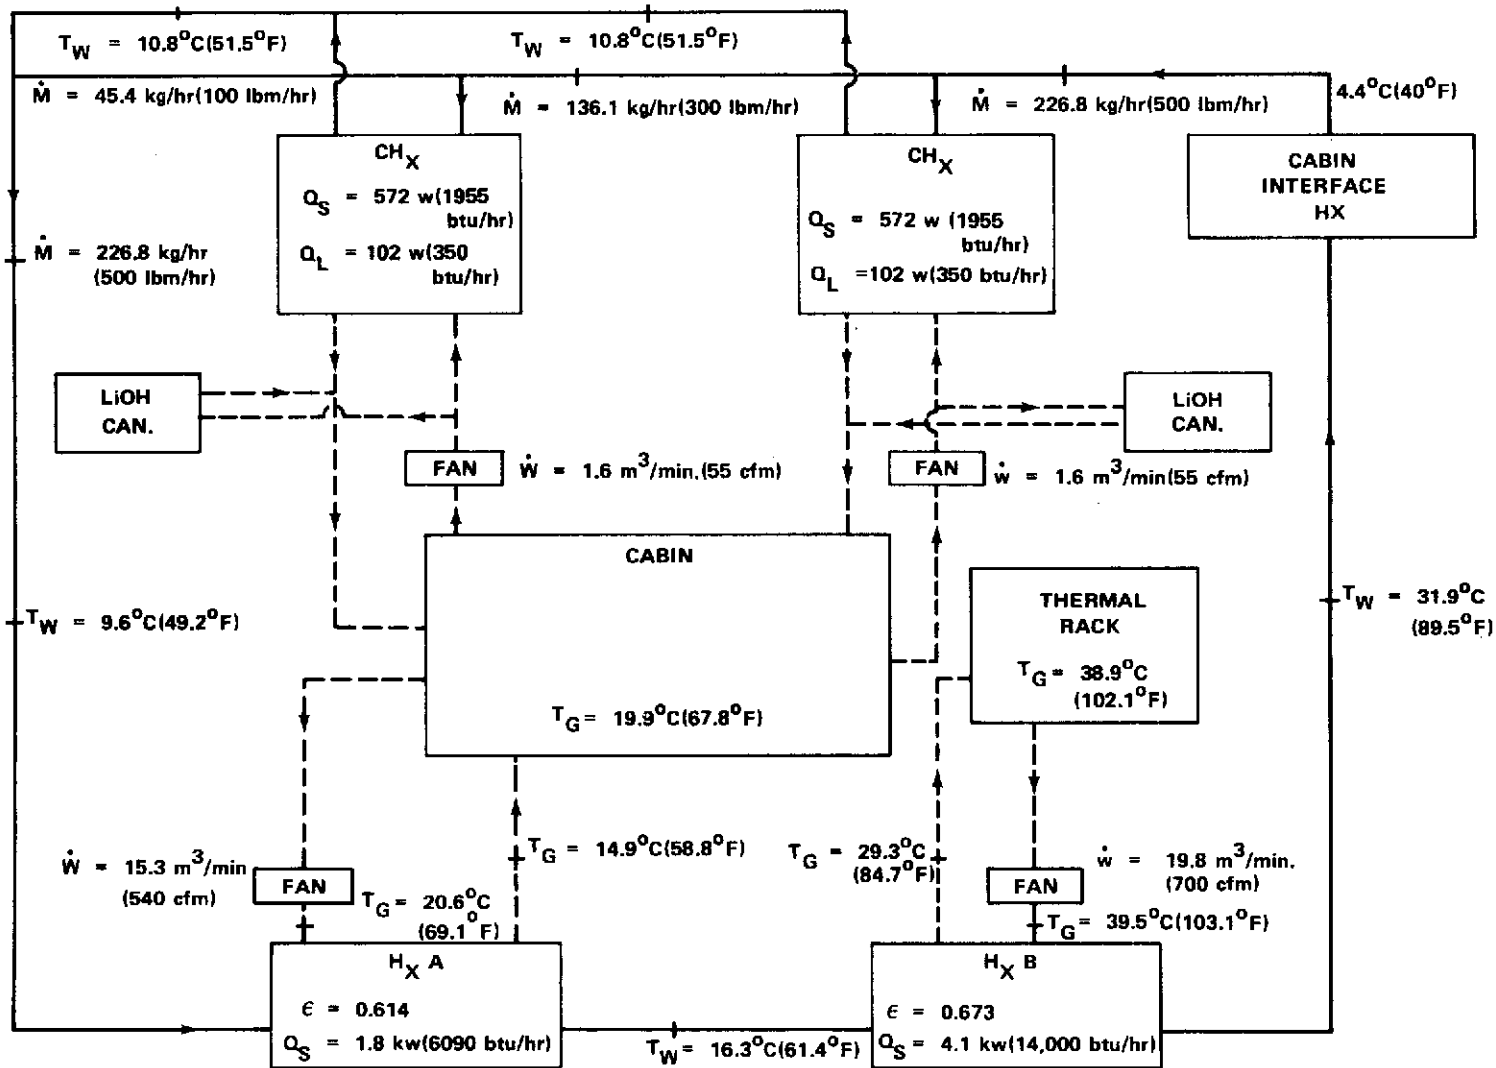 T_W = 10.8°C(51.5°F)
T_W = 10.8°C(51.5°F)
Ṁ = 45.4 kg/hr(100 lbm/hr)
Ṁ = 136.1 kg/hr(300 lbm/hr)
Ṁ = 226.8 kg/hr(500 lbm/hr)
4.4°C(40°F)
CH_X
Q_S = 572 w(1955
btu/hr)
Q_L = 102 w(350
btu/hr)
CH_X
Q_S = 572 w (1955
btu/hr)
Q_L =102 w(350 btu/hr)
CABIN
INTERFACE
HX
Ṁ = 226.8 kg/hr
(500 lbm/hr)
LiOH
CAN.
LiOH
CAN.
FAN
Ẇ = 1.6 m³/min.(55 cfm)
FAN
ẇ = 1.6 m³/min(55 cfm)
CABIN
T_G = 19.9°C(67.8°F)
THERMAL
RACK
T_G = 38.9°C
(102.1°F)
T_W = 9.6°C(49.2°F)
T_W = 31.9°C
(89.5°F)
Ẇ = 15.3 m³/min
(540 cfm)
FAN
T_G = 20.6°C
(69.1°F)
T_G = 14.9°C(58.8°F)
T_G = 29.3°C
(84.7°F)
FAN
ẇ = 19.8 m³/min.
(700 cfm)
T_G = 39.5°C(103.1°F)
H_X A
ϵ = 0.614
Q_S = 1.8 kw(6090 btu/hr)
T_W = 16.3°C(61.4°F)
H_X B
ϵ = 0.673
Q_S = 4.1 kw(14,000 btu/hr)